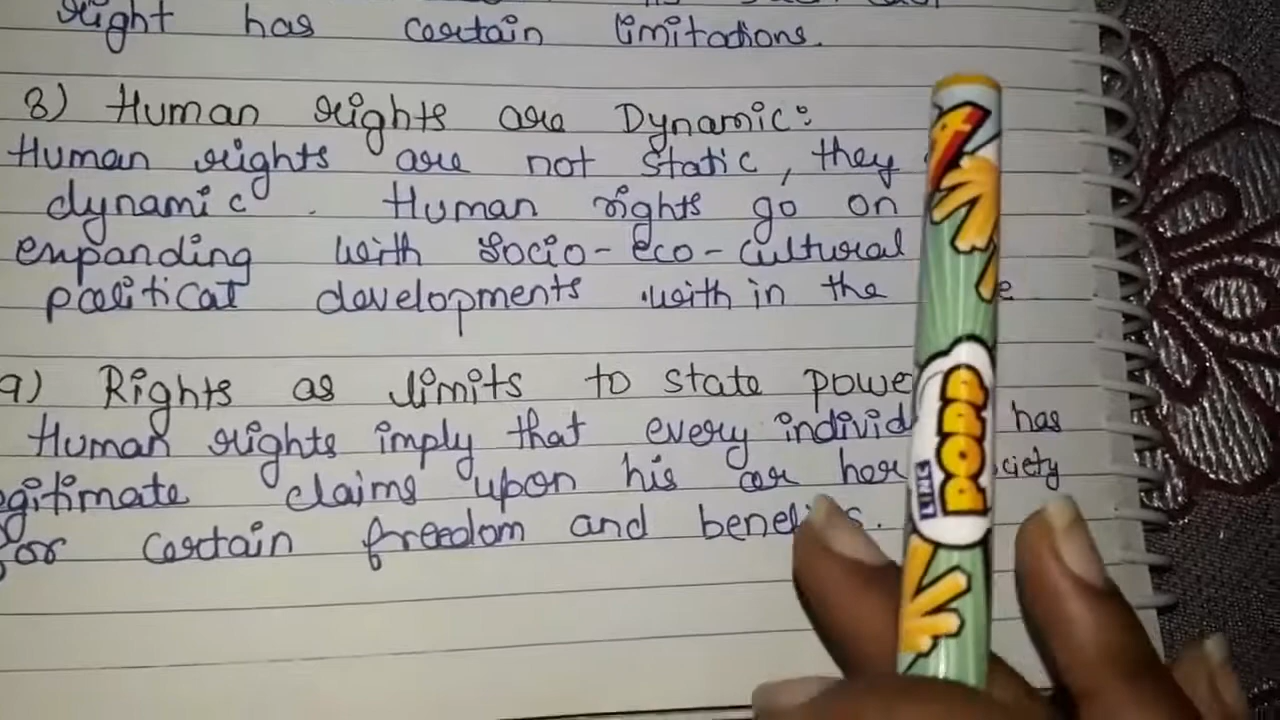 right has certain limitations.
8) Human rights are Dynamic:
Human rights are not static, they
dynamic. Human rights go on
expanding with socio-eco-cultural
political developments with in the
9) Rights as limits to state powe
Human rights imply that every individ has
egitimate claims upon his or her ciety
for certain freedom and benefits.